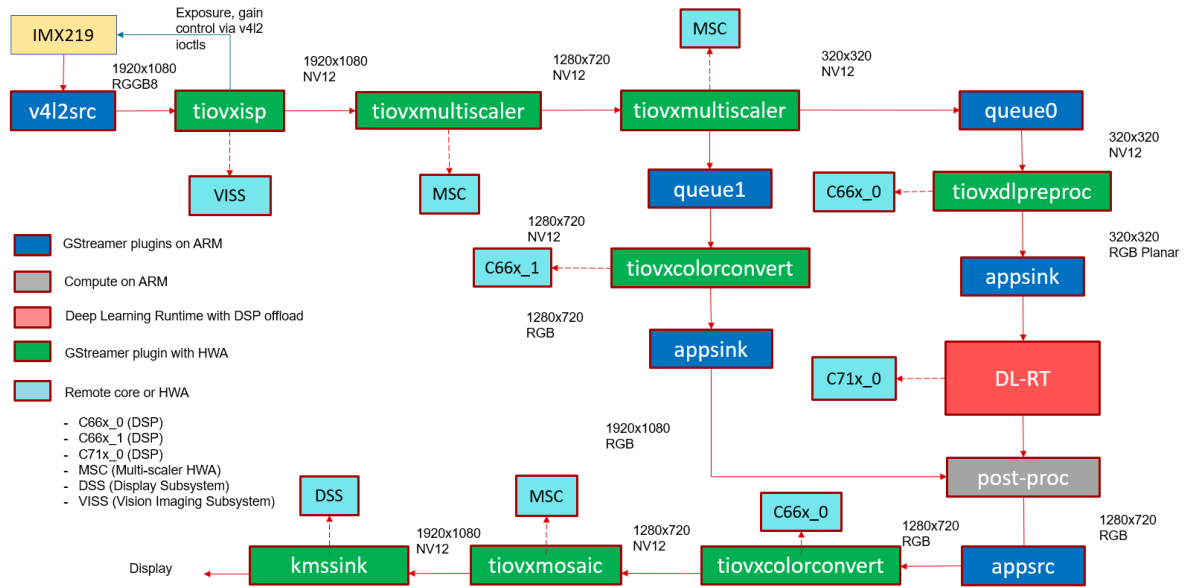 Exposure, gain
control via v4l2
ioctls
IMX219
MSC
1920x1080
RGGB8
1920x1080
NV12
1280x720
NV12
320x320
NV12
v4l2src
tiovxisp
tiovxmultiscaler
tiovxmultiscaler
queue0
320x320
NV12
VISS
MSC
queue1
C66x_0
tiovxdlpreproc
1280x720
NV12
320x320
RGB Planar
GStreamer plugins on ARM
C66x_1
tiovxcolorconvert
appsink
Compute on ARM
1280x720
RGB
Deep Learning Runtime with DSP offload
GStreamer plugin with HWA
appsink
C71x_0
DL-RT
Remote core or HWA
- C66x_0 (DSP)
- C66x_1 (DSP)
- C71x_0 (DSP)
- MSC (Multi-scaler HWA)
- DSS (Display Subsystem)
- VISS (Vision Imaging Subsystem)
1920x1080
RGB
post-proc
DSS
MSC
C66x_0
1920x1080
NV12
1280x720
NV12
1280x720
RGB
1280x720
RGB
Display
kmssink
tiovxmosaic
tiovxcolorconvert
appsrc